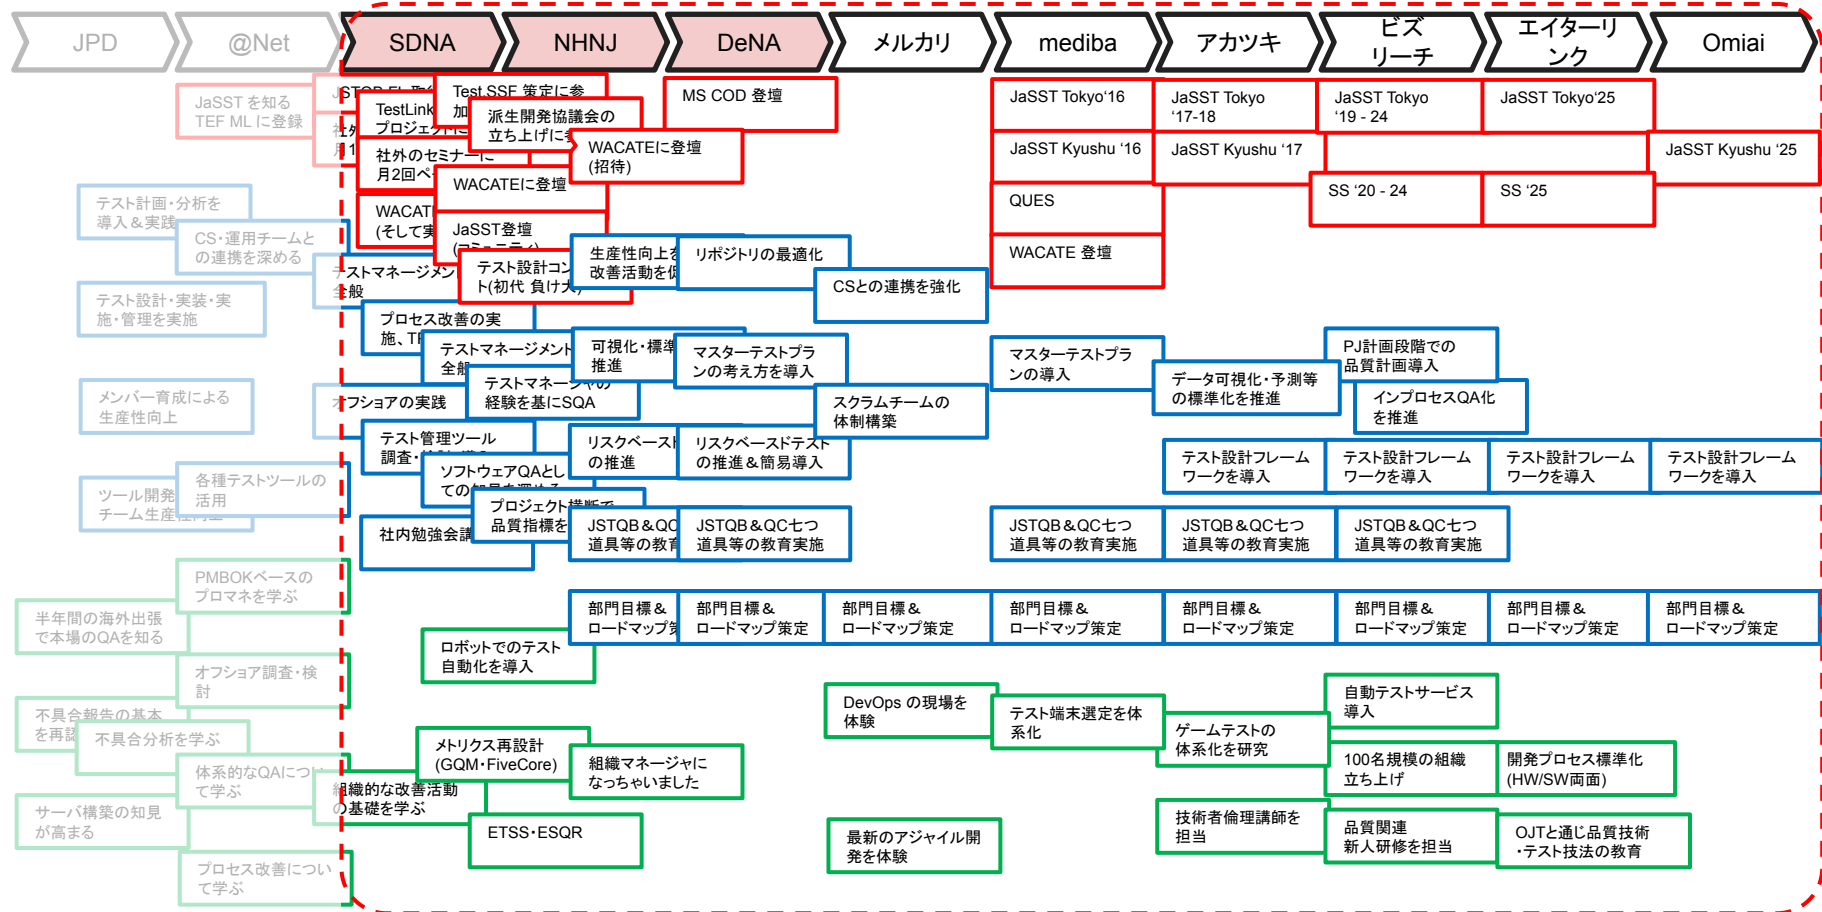 JPD
@Net
SDNA
NHNJ
DeNA
メルカリ
mediba
アカツキ
ビズ
リーチ
エイターリ
ンク
Omiai
JaSST を知る
TEF ML に登録
TestLink
プロジェクトに
社外のセミナーに
月2回ペ
WACAT
(そして実
Test.SSF 策定に参
加
派生開発協議会の
立ち上げに参
WACATEに登壇
(招待)
WACATEに登壇
JaSST登壇
(コミュニティ)
テスト設計コン
ト(初代 負け犬)
MS COD 登壇
JaSST Tokyo'16
JaSST Kyushu '16
QUES
WACATE 登壇
JaSST Tokyo
'17-18
JaSST Kyushu '17
JaSST Tokyo
'19 - 24
SS '20 - 24
JaSST Tokyo'25
SS '25
JaSST Kyushu '25
テスト計画・分析を
導入＆実践
CS・運用チームと
の連携を深める
テスト設計・実装・実
施・管理を実施
メンバー育成による
生産性向上
ツール開発
チーム生産性向上
各種テストツールの
活用
テストマネージメン
全般
プロセス改善の実
施、TP
テストマネージメント
全般
テストマネージャの
経験を基にSQA
オフショアの実践
テスト管理ツール
調査・
ソフトウェアQAとし
ての知見を深める
プロジェクト横断で
品質指標を
社内勉強会講
生産性向上を
改善活動を促
可視化・標準
推進
リスクベースド
の推進
JSTQB＆QC
道具等の教育
部門目標＆
ロードマップ策
リポジトリの最適化
マスターテストプラ
ンの考え方を導入
リスクベースドテスト
の推進＆簡易導入
JSTQB＆QC七つ
道具等の教育実施
部門目標＆
ロードマップ策定
CSとの連携を強化
スクラムチームの
体制構築
部門目標＆
ロードマップ策定
マスターテストプラ
ンの導入
JSTQB＆QC七つ
道具等の教育実施
部門目標＆
ロードマップ策定
データ可視化・予測等
の標準化を推進
テスト設計フレーム
ワークを導入
JSTQB＆QC七つ
道具等の教育実施
部門目標＆
ロードマップ策定
PJ計画段階での
品質計画導入
インプロセスQA化
を推進
テスト設計フレーム
ワークを導入
JSTQB＆QC七つ
道具等の教育実施
部門目標＆
ロードマップ策定
テスト設計フレーム
ワークを導入
部門目標＆
ロードマップ策定
テスト設計フレーム
ワークを導入
部門目標＆
ロードマップ策定
PMBOKベースの
プロマネを学ぶ
半年間の海外出張
で本場のQAを知る
オフショア調査・検
討
不具合報告の基本
を再認
不具合分析を学ぶ
体系的なQAについ
て学ぶ
サーバ構築の知見
が高まる
プロセス改善につい
て学ぶ
組織的な改善活動
の基礎を学ぶ
ロボットでのテスト
自動化を導入
メトリクス再設計
(GQM・FiveCore)
ETSS・ESQR
組織マネージャに
なっちゃいました
DevOps の現場を
体験
最新のアジャイル開
発を体験
テスト端末選定を体
系化
ゲームテストの
体系化を研究
技術者倫理講師を
担当
自動テストサービス
導入
100名規模の組織
立ち上げ
品質関連
新人研修を担当
開発プロセス標準化
(HW/SW両面)
OJTと通じ品質技術
・テスト技法の教育